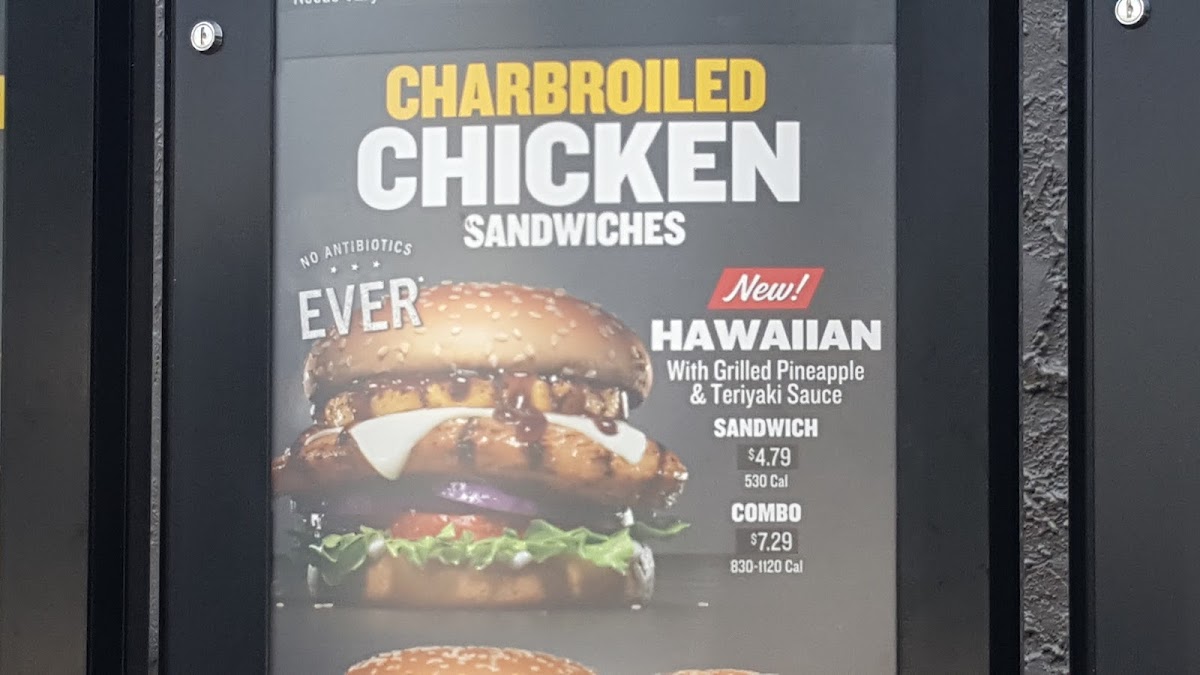 CHARBROILED
CHICKEN
SANDWICHES
NO ANTIBIOTICS
EVER*
New!
HAWAIIAN
With Grilled Pineapple
& Teriyaki Sauce
SANDWICH
$4.79
530 Cal
COMBO
$7.29
830-1120 Cal